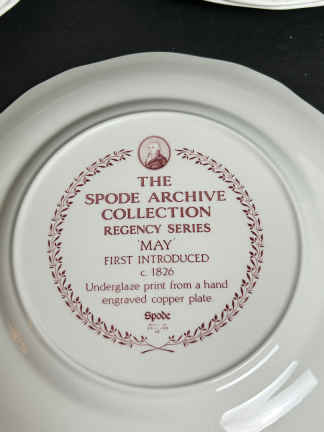 THE
SPODE ARCHIVE
COLLECTION
REGENCY SERIES
'MAY'
FIRST INTRODUCED
c. 1826
Underglaze print from a hand
engraved copper plate
Spode